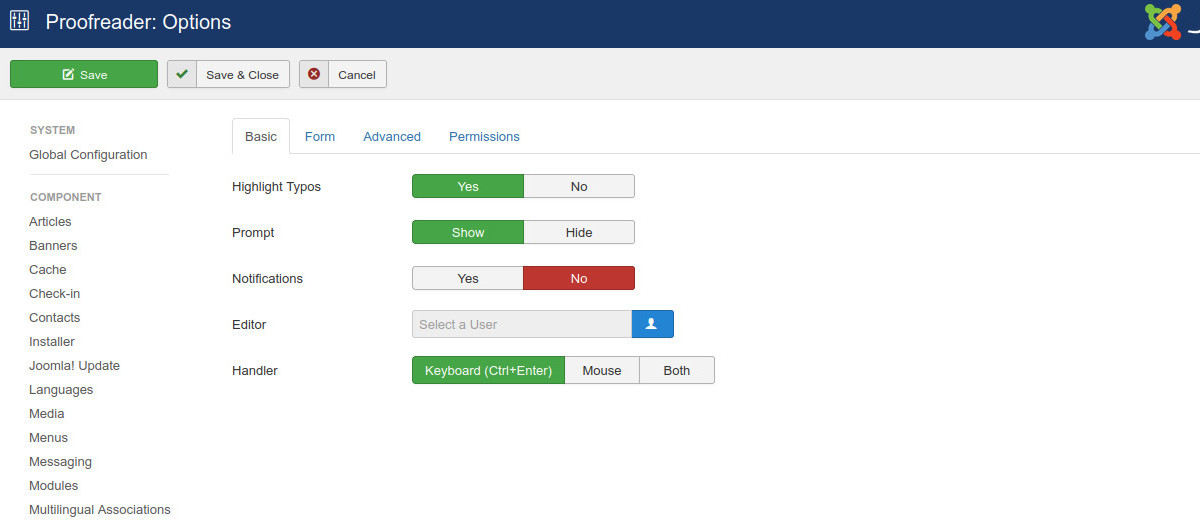 Proofreader: Options
Save
Save & Close
Cancel
SYSTEM
Global Configuration
COMPONENT
Articles
Banners
Cache
Check-in
Contacts
Installer
Joomla! Update
Languages
Media
Menus
Messaging
Modules
Multilingual Associations
Basic Form Advanced Permissions
Highlight Typos Yes No
Prompt Show Hide
Notifications Yes No
Editor Select a User
Handler Keyboard (Ctrl+Enter) Mouse Both